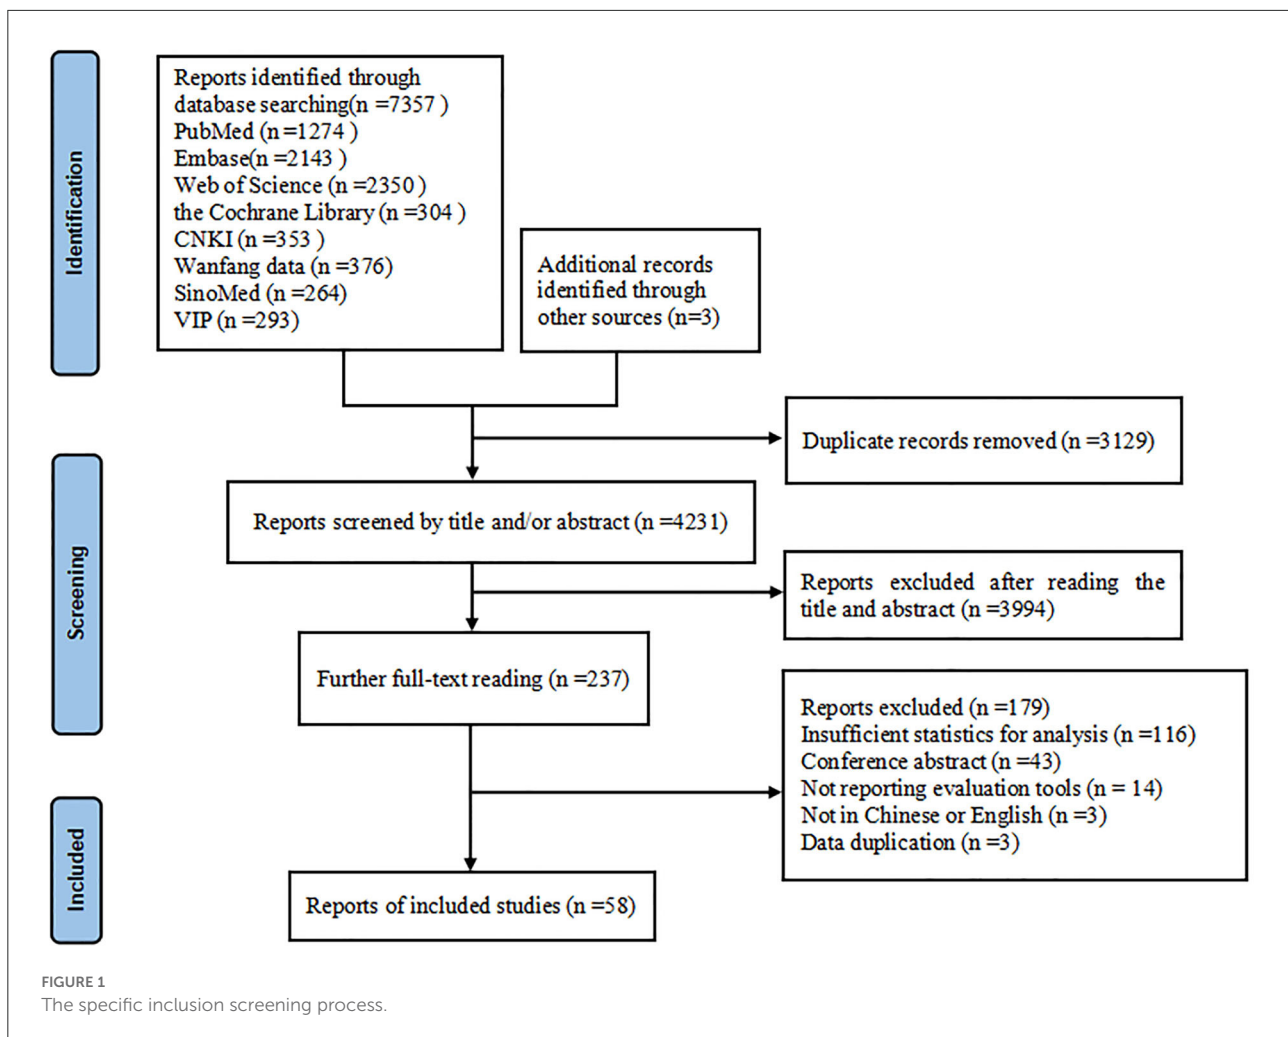 Identification
Reports identified through
database searching(n =7357 )
PubMed (n =1274 )
Embase(n =2143 )
Web of Science (n =2350 )
the Cochrane Library (n =304 )
CNKI (n =353 )
Wanfang data (n =376)
SinoMed (n =264)
VIP (n =293)
Additional records
identified through
other sources (n=3)
Duplicate records removed (n =3129)
Screening
Reports screened by title and/or abstract (n =4231)
Reports excluded after reading the
title and abstract (n =3994)
Further full-text reading (n =237)
Reports excluded (n =179)
Insufficient statistics for analysis (n =116)
Conference abstract (n =43)
Not reporting evaluation tools (n = 14)
Not in Chinese or English (n =3)
Data duplication (n =3)
Included
Reports of included studies (n =58)
FIGURE 1
The specific inclusion screening process.